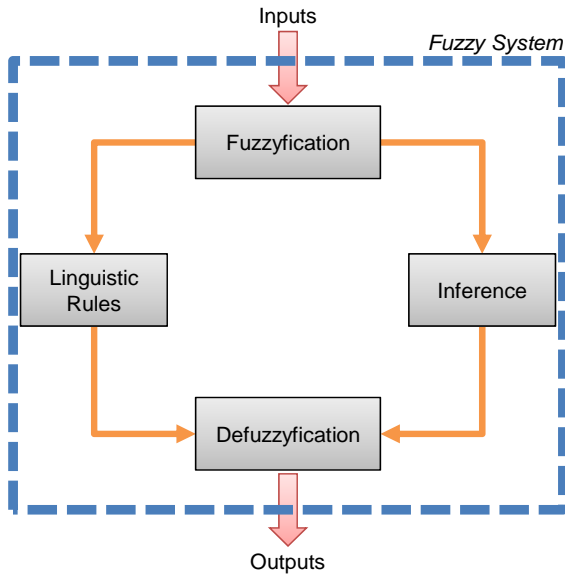 Inputs
Fuzzy System
Fuzzyfication
Linguistic
Rules
Inference
Defuzzyfication
Outputs